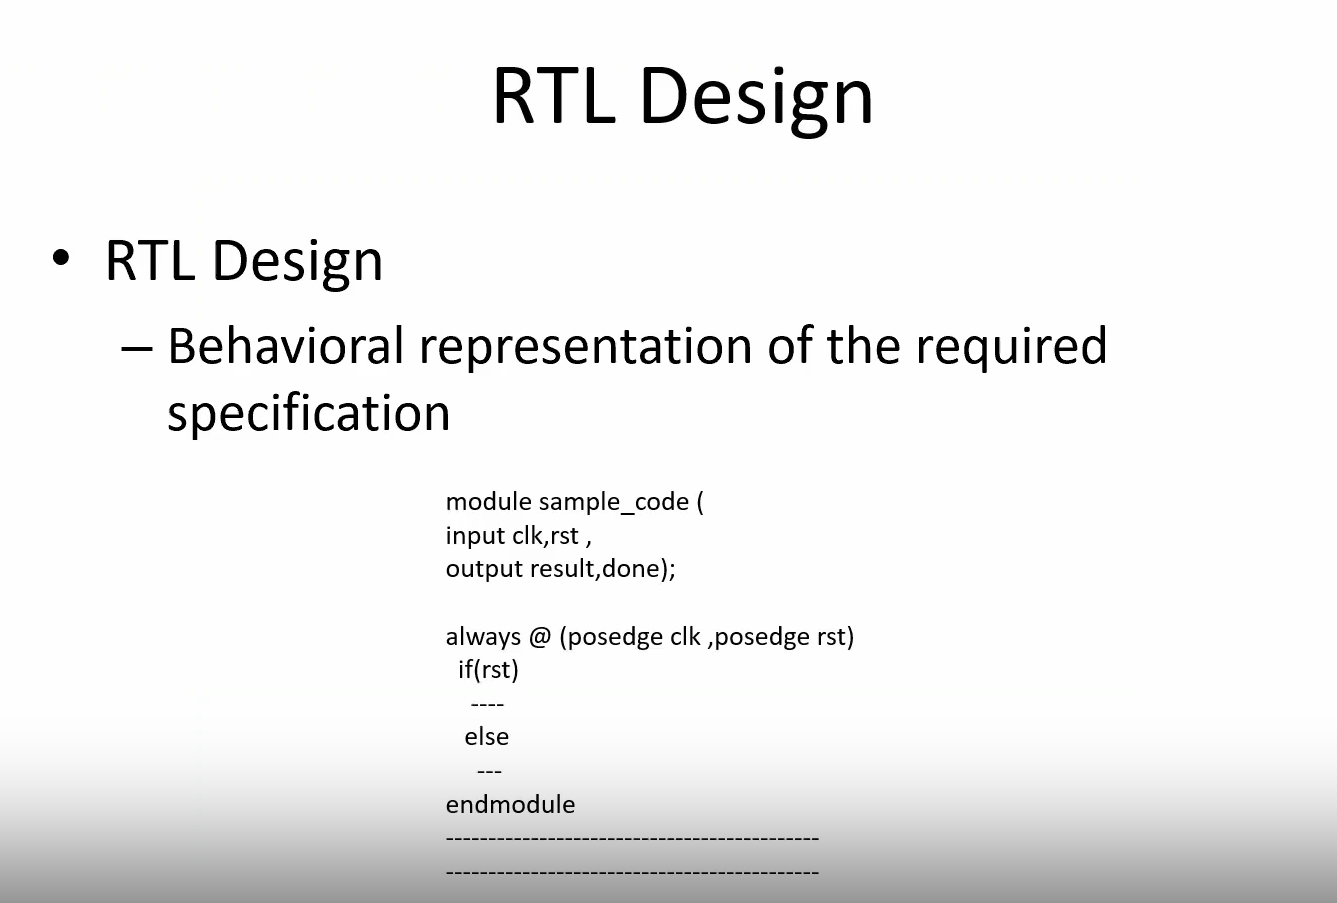 RTL Design
• RTL Design
– Behavioral representation of the required
specification
module sample_code (
input clk,rst ,
output result,done);
always @ (posedge clk ,posedge rst)
if(rst)
----
else
---
endmodule
--------------------------------------------
--------------------------------------------